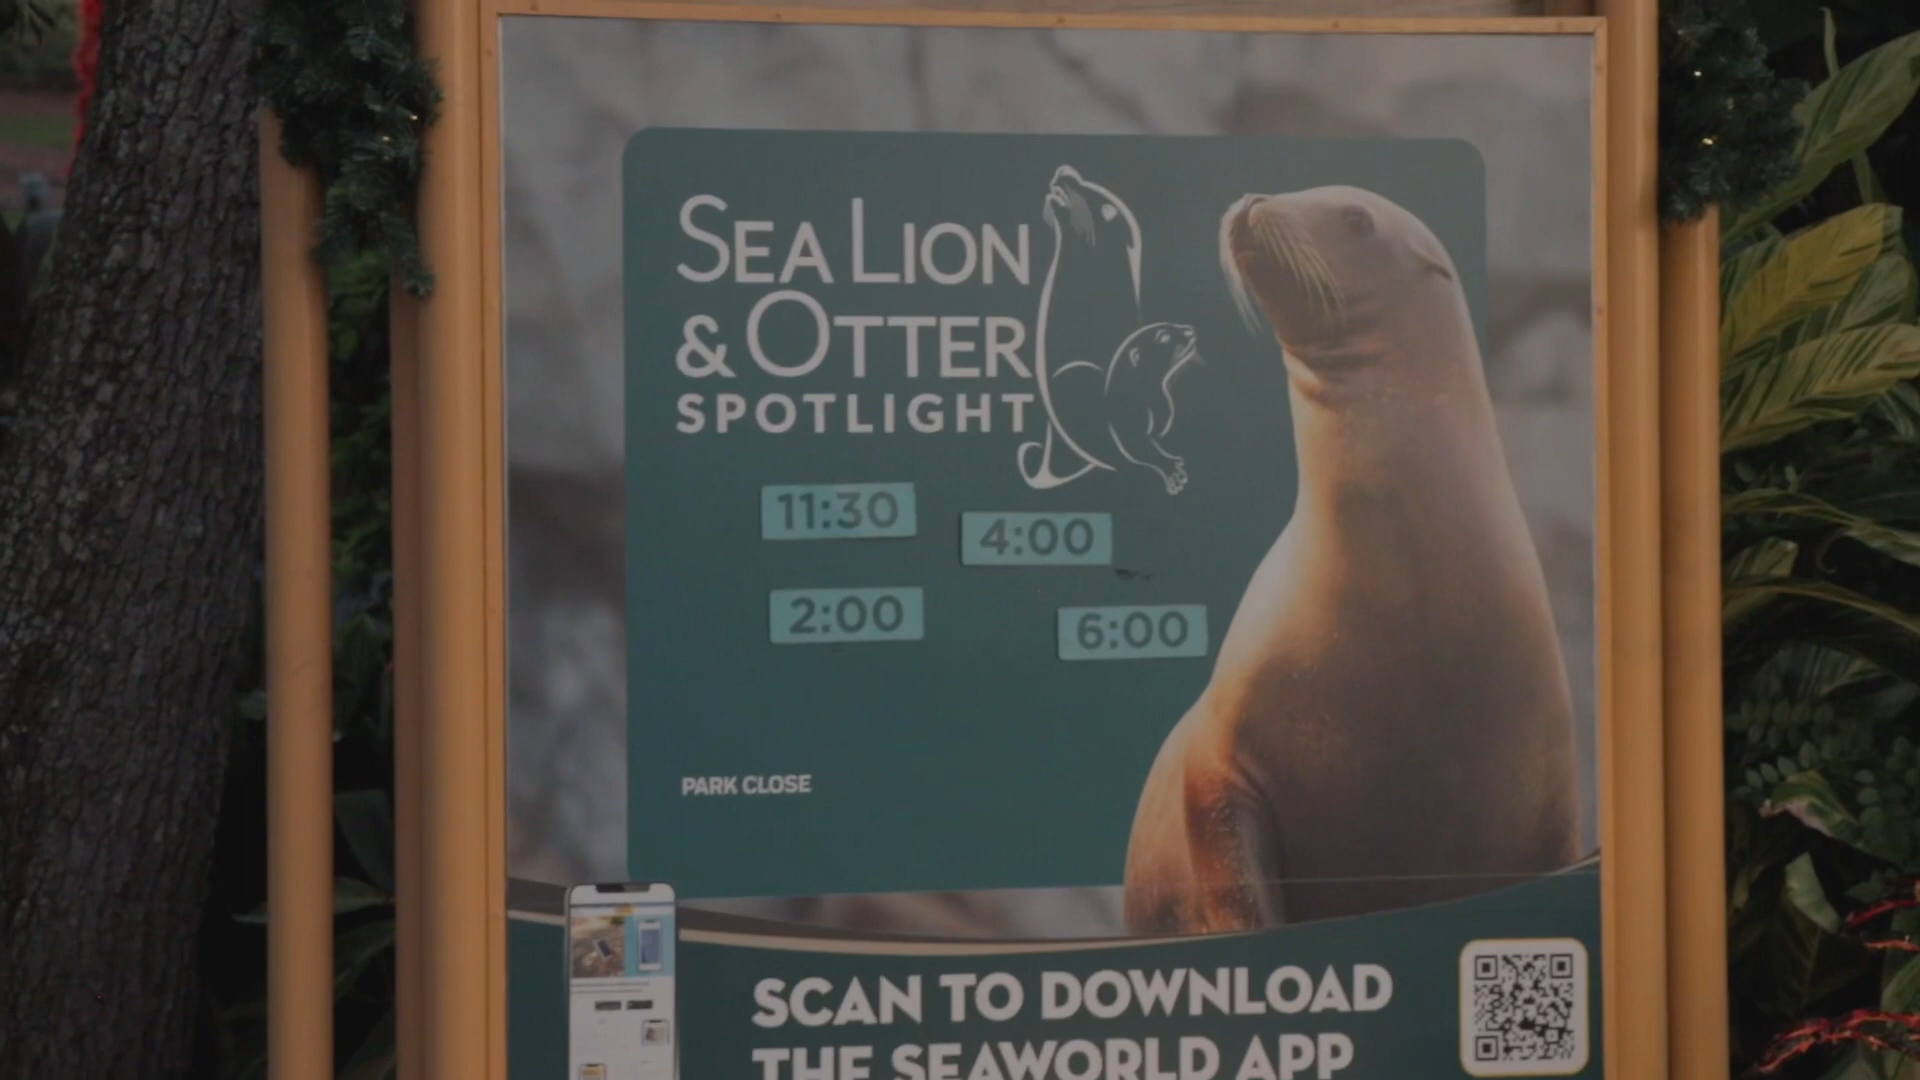 SEA LION
& OTTER
SPOTLIGHT
11:30
4:00
2:00
6:00
PARK CLOSE
SCAN TO DOWNLOAD
THE SEAWORLD APP